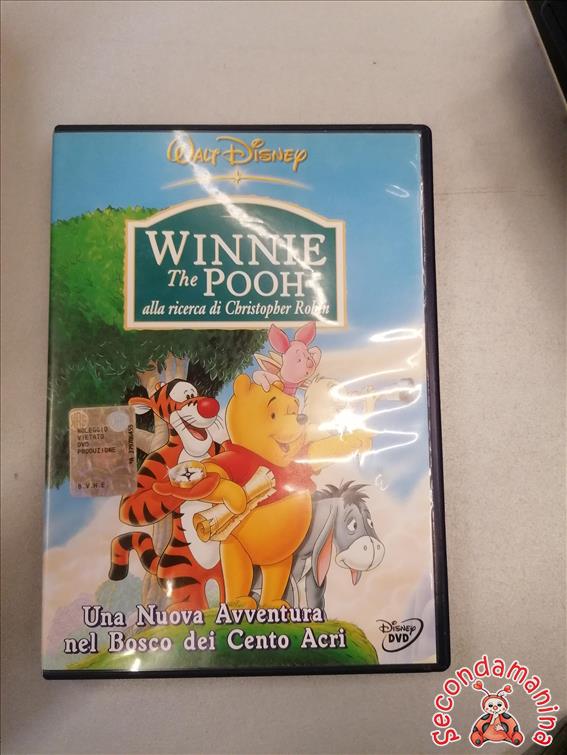 WALT DISNEY
WINNIE
The POOH
alla ricerca di Christopher Robin
NOLEGGIO
VIETATO
DVD
PRODUZIONE
B.V.H.E.
Una Nuova Avventura
nel Bosco dei Cento Acri
DISNEY
DVD
secondamanina